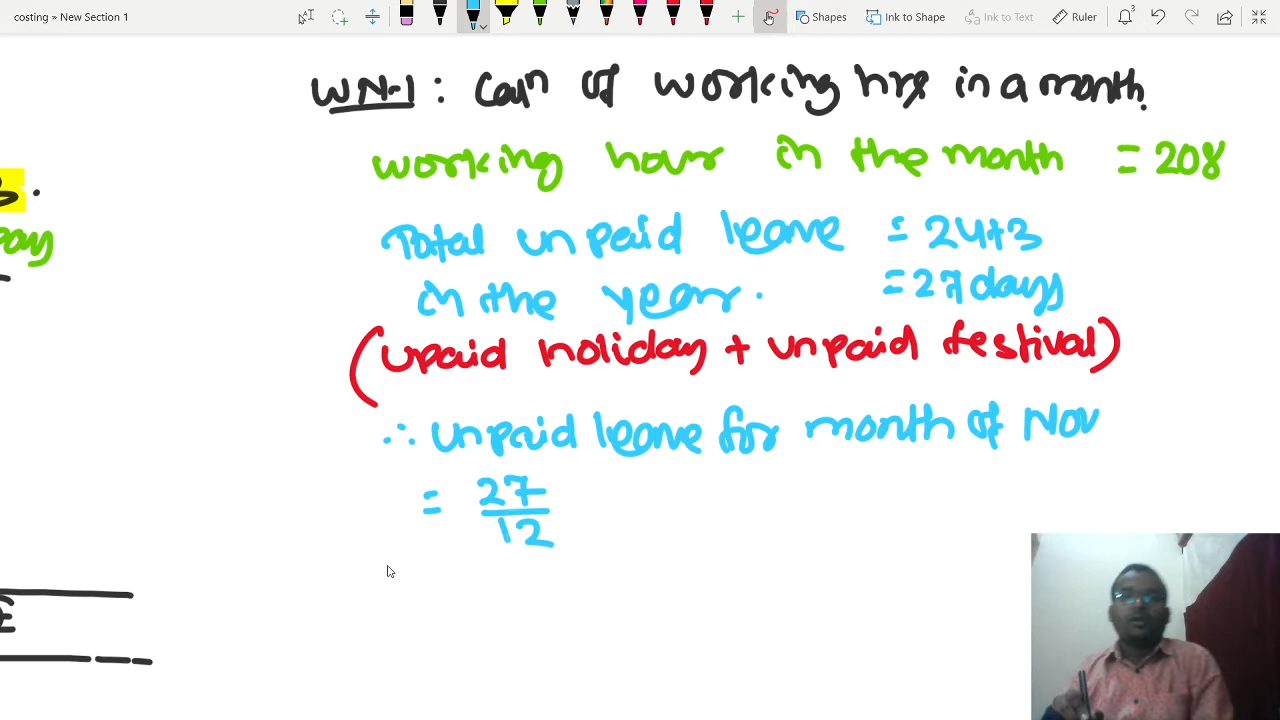 costing » New Section 1
Shapes
Ink to Shape
Ink to Text
Ruler
WN-1 : Calⁿ of working hrs in a month.
working hour in the month = 208
Total unpaid leave = 24+3
in the year. = 27 days
(upaid holiday + unpaid festival)
∴ unpaid leave for month of Nov
= 27
12